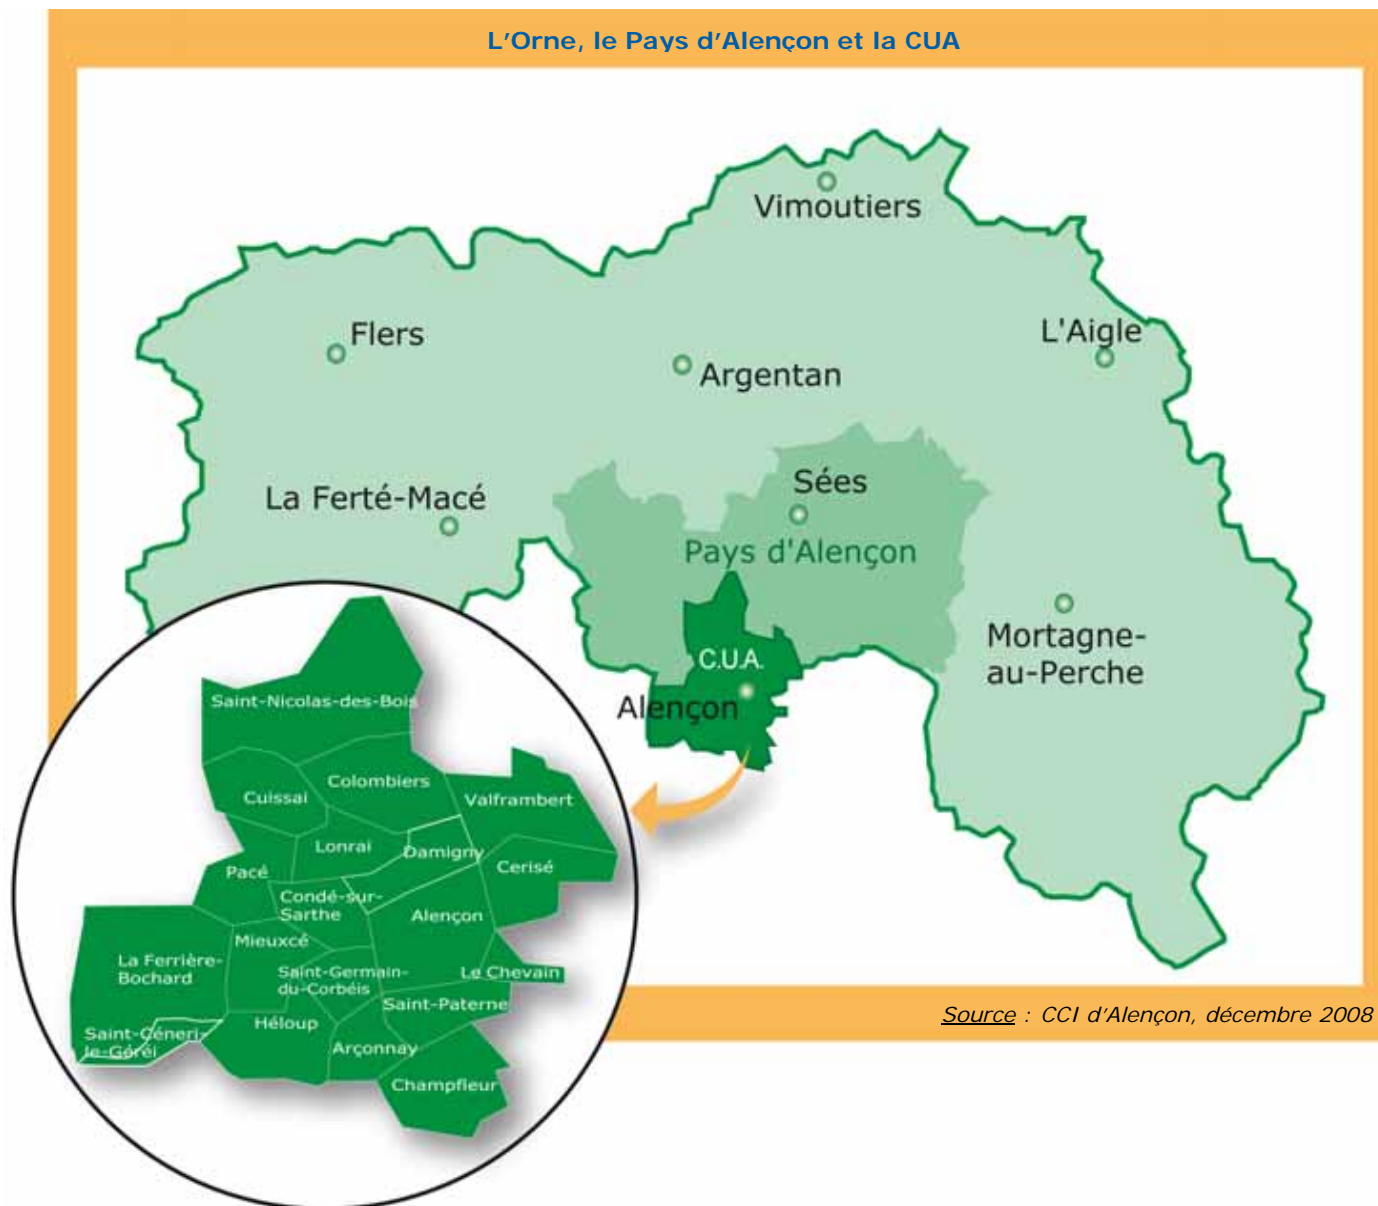 L'Orne, le Pays d'Alençon et la CUA
Vimoutiers
Flers
L'Aigle
Argentan
La Ferté-Macé
Sées
Pays d'Alençon
Mortagne-
au-Perche
C.U.A.
Alençon
Saint-Nicolas-des-Bois
Colombiers
Cuissai
Valframbert
Lonrai
Damigny
Pacé
Cerisé
Condé-sur-
Sarthe
Alençon
Mieuxcé
La Ferrière-
Bochard
Saint-Germain-
du-Corbéis
Le Chevain
Saint-Paterne
Héloup
Saint-Céneri-
le-Géréi
Arçonnay
Champfleur
Source : CCI d'Alençon, décembre 2008